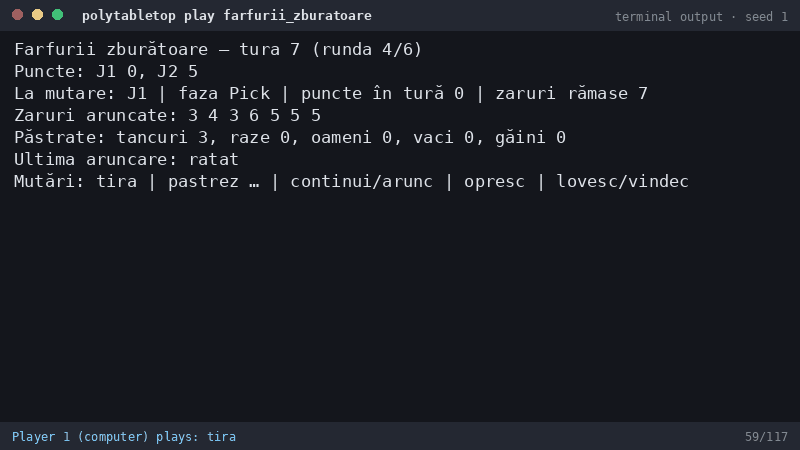 polytabletop play farfurii_zburatoare
terminal output · seed 1
Farfurii zburătoare — tura 7 (runda 4/6)
Puncte: J1 0, J2 5
La mutare: J1 | faza Pick | puncte în tură 0 | zaruri rămase 7
Zaruri aruncate: 3 4 3 6 5 5 5
Păstrate: tancuri 3, raze 0, oameni 0, vaci 0, găini 0
Ultima aruncare: ratat
Mutări: tira | pastrez … | continui/arunc | opresc | lovesc/vindec
Player 1 (computer) plays: tira
59/117